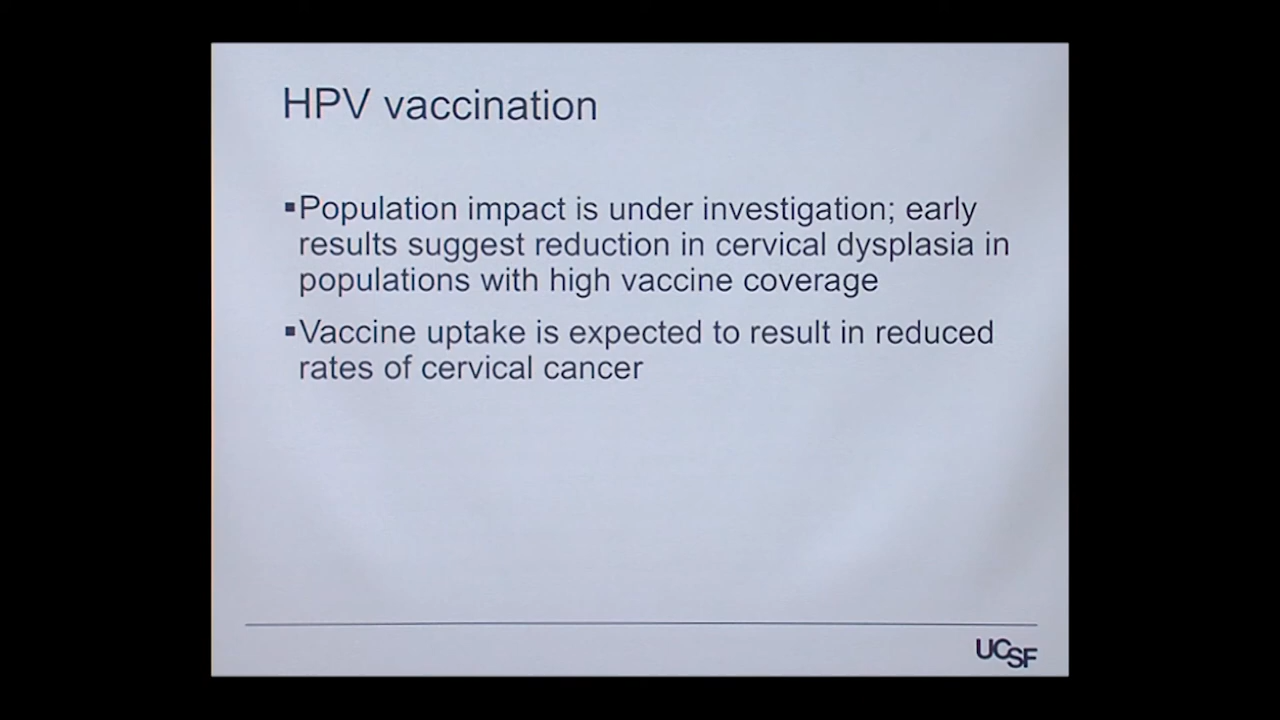 HPV vaccination
▪Population impact is under investigation; early
results suggest reduction in cervical dysplasia in
populations with high vaccine coverage
▪Vaccine uptake is expected to result in reduced
rates of cervical cancer
UCSF